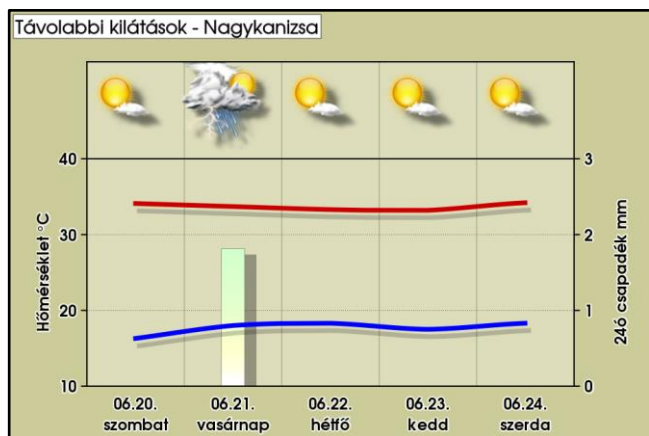 Távolabbi kilátások - Nagykanizsa
40
30
20
10
Hőmérséklet °C
3
2
1
0
24ó csapadék mm
06.20. 06.21. 06.22. 06.23. 06.24.
szombat vasárnap hétfő kedd szerda